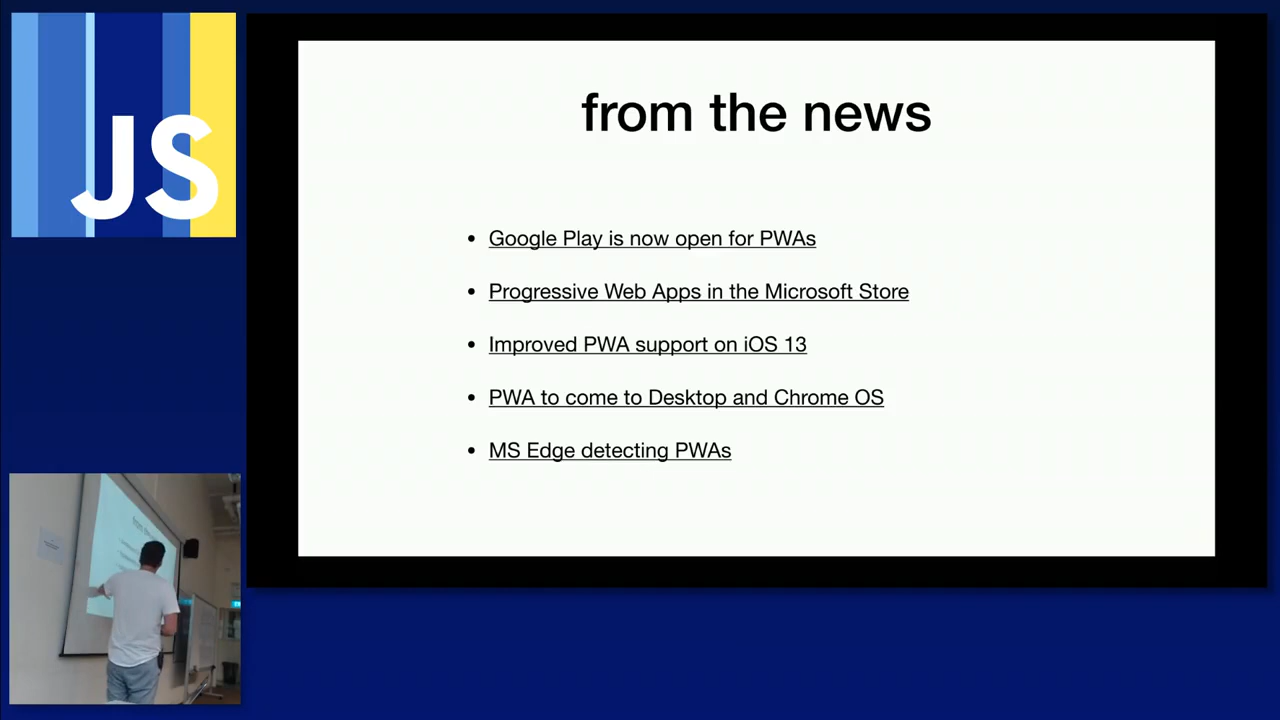 JS
from the news
• Google Play is now open for PWAs
• Progressive Web Apps in the Microsoft Store
• Improved PWA support on iOS 13
• PWA to come to Desktop and Chrome OS
• MS Edge detecting PWAs